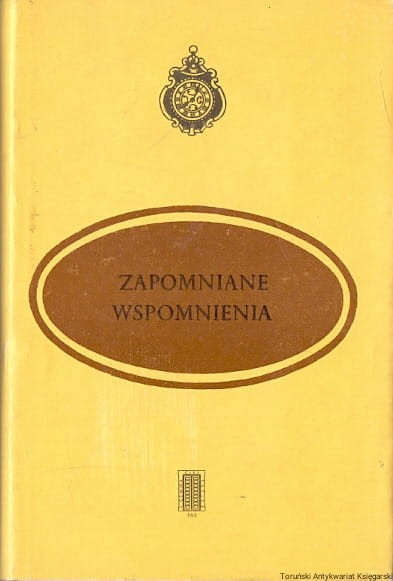 ZAPOMNIANE
WSPOMNIENIA
PAX
Toruński Antykwariat Księgarski